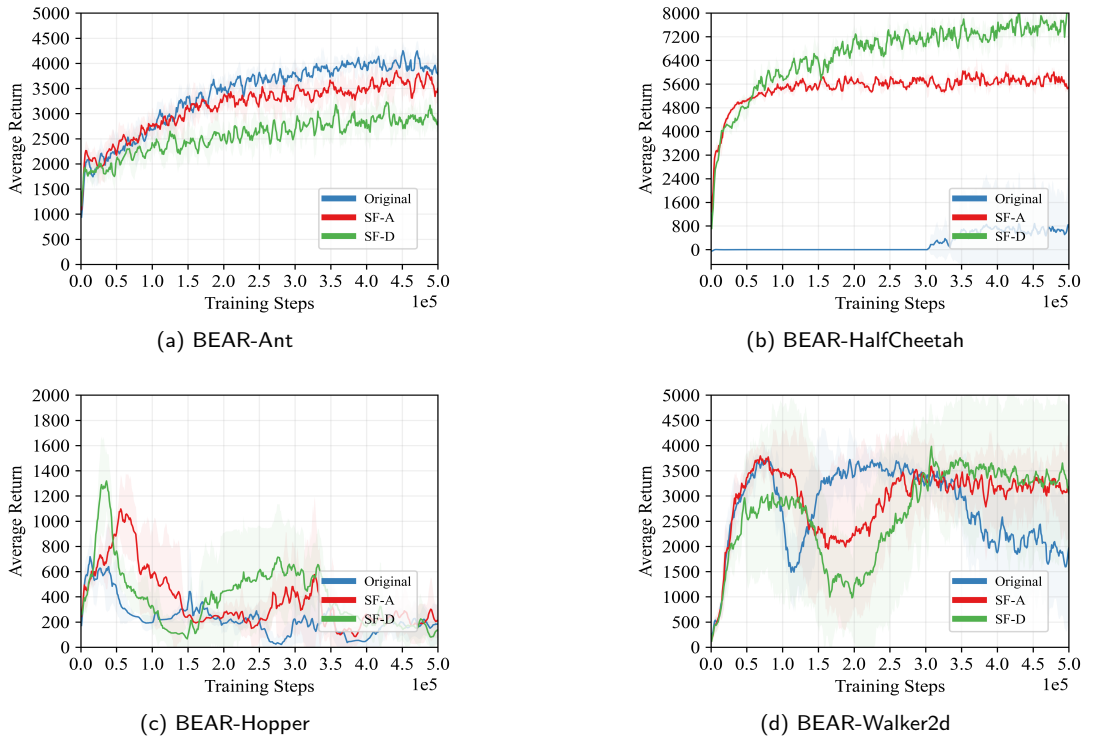 5000
4500
4000
3500
3000
2500
2000
1500
1000
500
0
Average Return
Original
SF-A
SF-D
0.0 0.5 1.0 1.5 2.0 2.5 3.0 3.5 4.0 4.5 5.0
Training Steps
1e5
(a) BEAR-Ant
8000
7200
6400
5600
4800
4000
3200
2400
1600
800
0
Average Return
Original
SF-A
SF-D
0.0 0.5 1.0 1.5 2.0 2.5 3.0 3.5 4.0 4.5 5.0
Training Steps
1e5
(b) BEAR-HalfCheetah
2000
1800
1600
1400
1200
1000
800
600
400
200
0
Average Return
Original
SF-A
SF-D
0.0 0.5 1.0 1.5 2.0 2.5 3.0 3.5 4.0 4.5 5.0
Training Steps
1e5
(c) BEAR-Hopper
5000
4500
4000
3500
3000
2500
2000
1500
1000
500
0
Average Return
Original
SF-A
SF-D
0.0 0.5 1.0 1.5 2.0 2.5 3.0 3.5 4.0 4.5 5.0
Training Steps
1e5
(d) BEAR-Walker2d